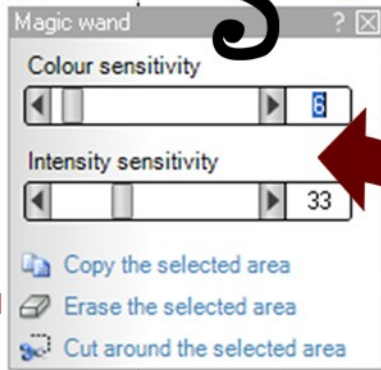 Magic wand ?
Colour sensitivity
6
Intensity sensitivity
33
Copy the selected area
Erase the selected area
Cut around the selected area